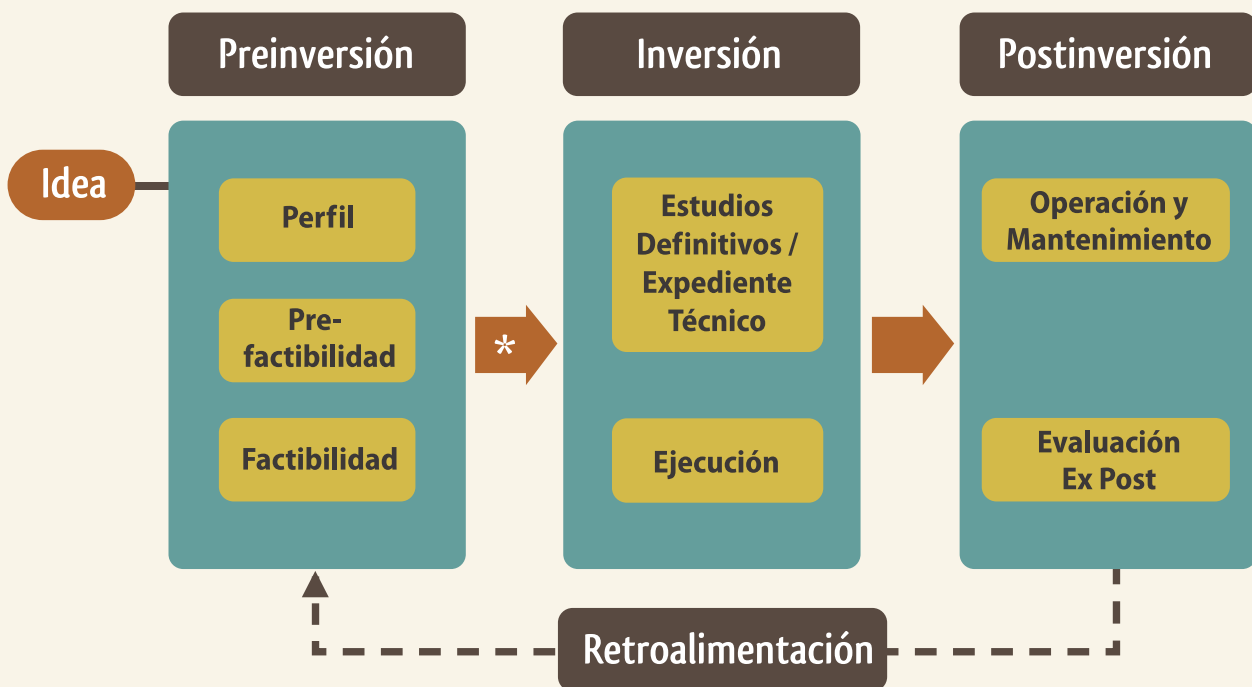 Preinversión
Inversión
Postinversión
Idea
Perfil
Pre-
factibilidad
Factibilidad
*
Estudios
Definitivos /
Expediente
Técnico
Ejecución
Operación y
Mantenimiento
Evaluación
Ex Post
Retroalimentación